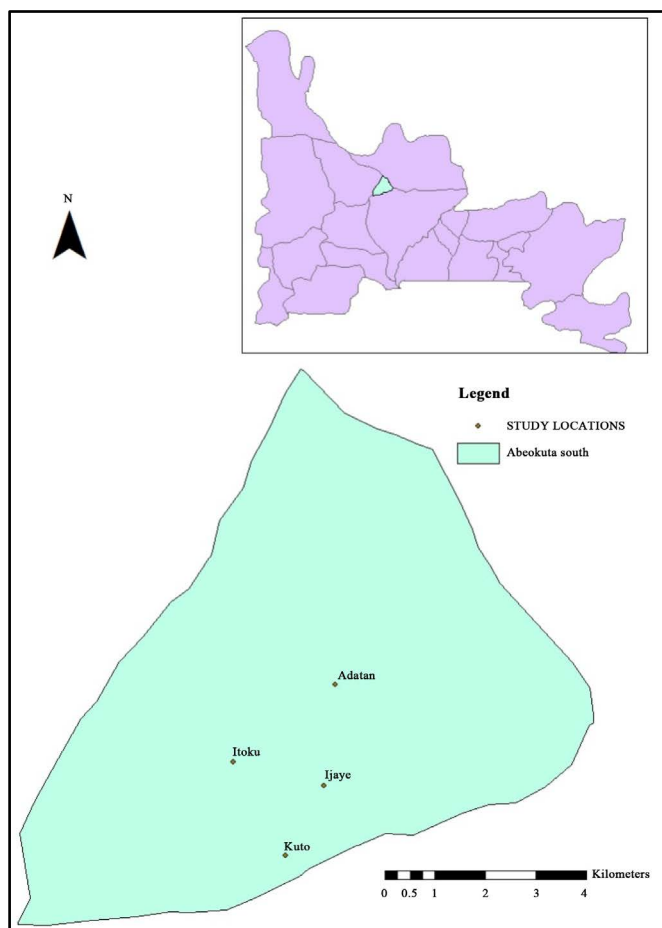 N
Legend
STUDY LOCATIONS
Abeokuta south
Adatan
Itoku
Ijaye
Kuto
Kilometers
0 0.5 1 2 3 4